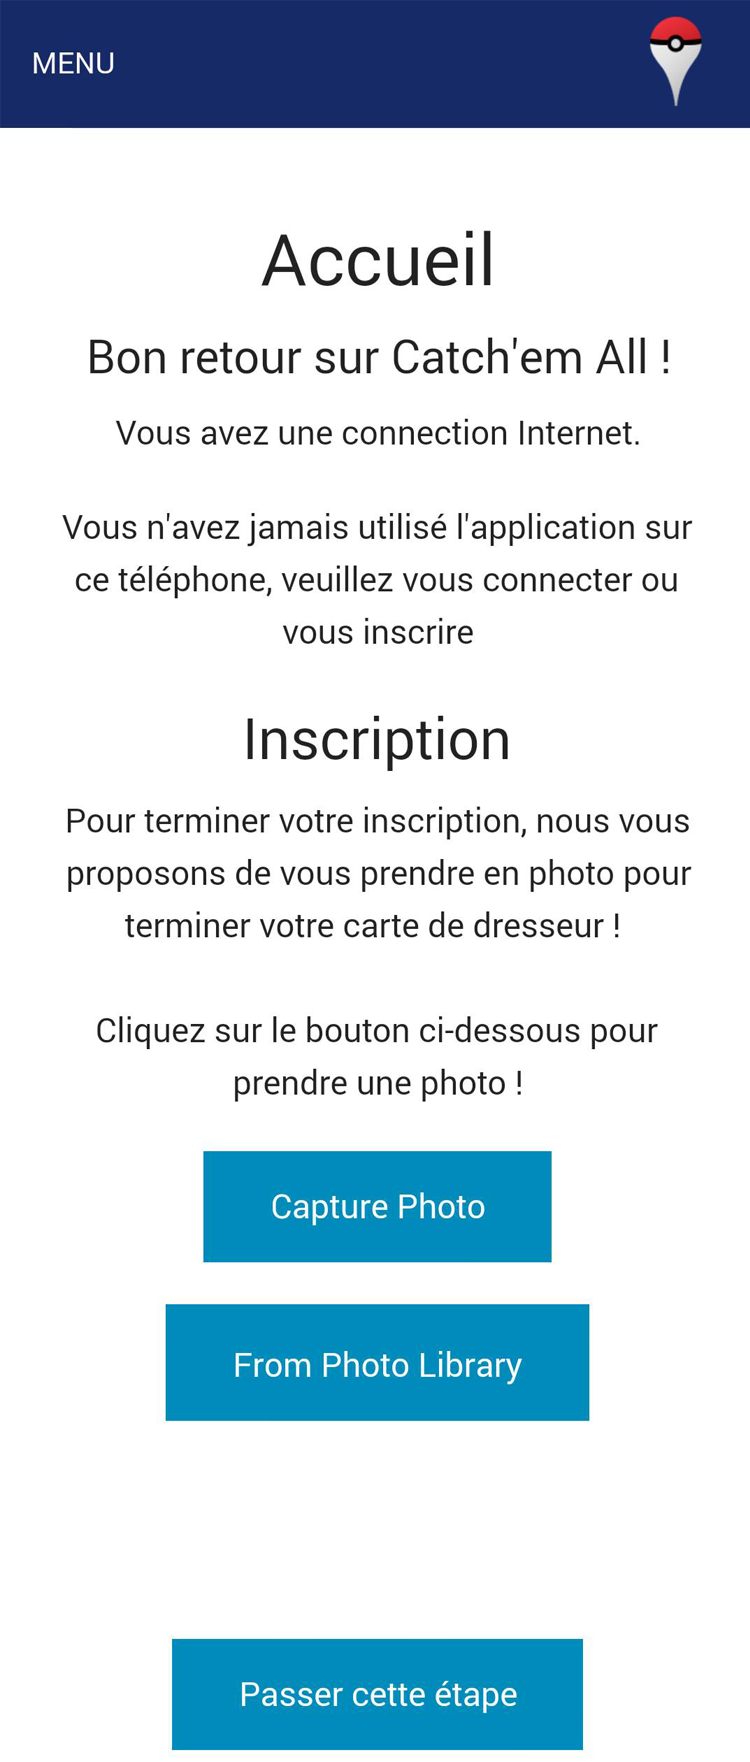 MENU
Accueil
Bon retour sur Catch'em All !
Vous avez une connection Internet.
Vous n'avez jamais utilisé l'application sur
ce téléphone, veuillez vous connecter ou
vous inscrire
Inscription
Pour terminer votre inscription, nous vous
proposons de vous prendre en photo pour
terminer votre carte de dresseur !
Cliquez sur le bouton ci-dessous pour
prendre une photo !
Capture Photo
From Photo Library
Passer cette étape